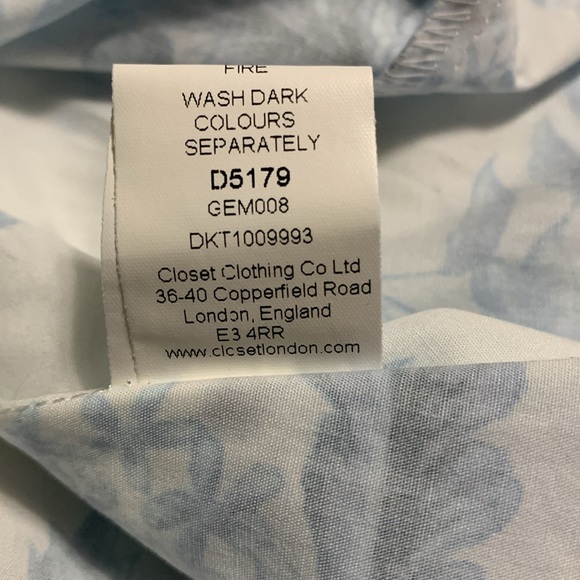 FIRE
WASH DARK
COLOURS
SEPARATELY
D5179
GEM008
DKT1009993
Closet Clothing Co Ltd
36-40 Copperfield Road
London, England
E3 4RR
www.closetlondon.com